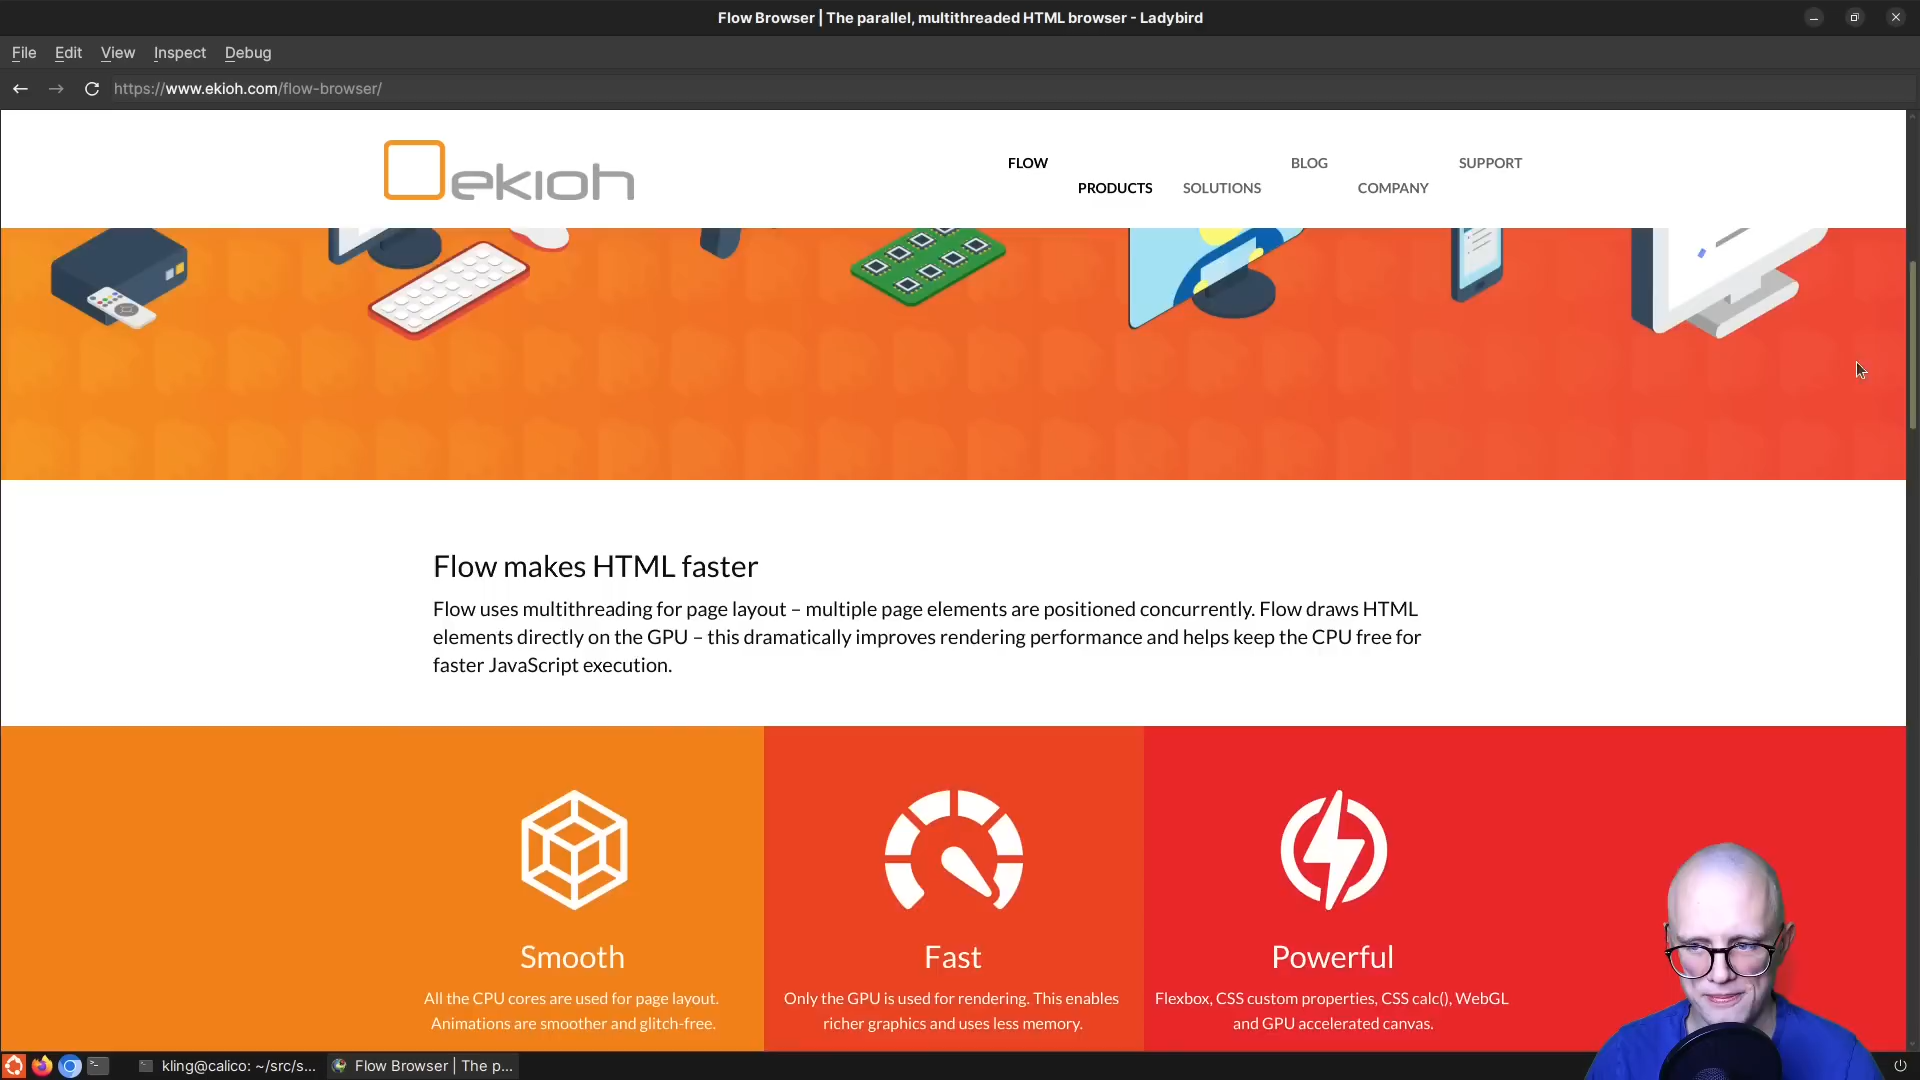 Flow Browser | The parallel, multithreaded HTML browser - Ladybird
File Edit View Inspect Debug
https://www.ekioh.com/flow-browser/
ekioh
FLOW BLOG SUPPORT
PRODUCTS SOLUTIONS COMPANY
Flow makes HTML faster
Flow uses multithreading for page layout – multiple page elements are positioned concurrently. Flow draws HTML
elements directly on the GPU – this dramatically improves rendering performance and helps keep the CPU free for
faster JavaScript execution.
Smooth
All the CPU cores are used for page layout.
Animations are smoother and glitch-free.
Fast
Only the GPU is used for rendering. This enables
richer graphics and uses less memory.
Powerful
Flexbox, CSS custom properties, CSS calc(), WebGL
and GPU accelerated canvas.
kling@calico: ~/src/s... Flow Browser | The p...